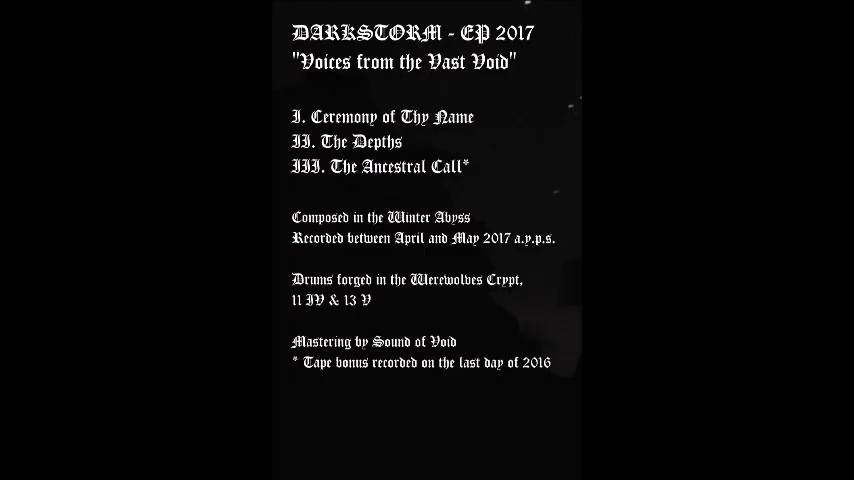 DARKSTORM - EP 2017
"Voices from the Vast Void"
I. Ceremony of Thy Name
II. The Depths
III. The Ancestral Call*
Composed in the Winter Abyss
Recorded between April and May 2017 a.y.p.s.
Drums forged in the Werewolves Crypt,
11 IV & 13 V
Mastering by Sound of Void
* Tape bonus recorded on the last day of 2016